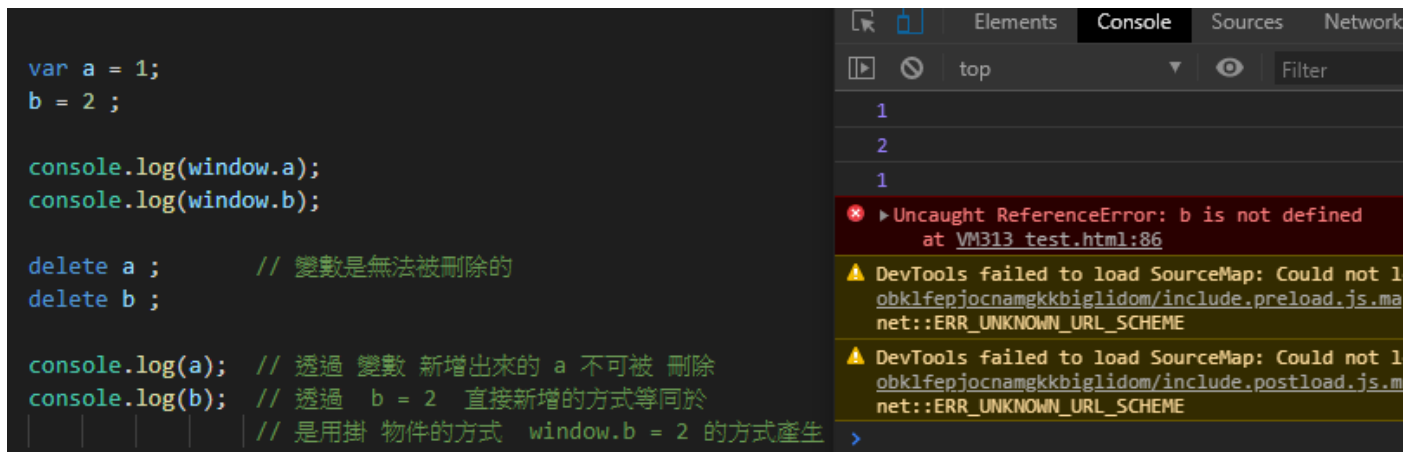 var a = 1;
b = 2 ;
console.log(window.a);
console.log(window.b);
delete a ; // 變數是無法被刪除的
delete b ;
console.log(a); // 透過 變數 新增出來的 a 不可被 刪除
console.log(b); // 透過 b = 2 直接新增的方式等同於
// 是用掛 物件的方式 window.b = 2 的方式產生
Elements Console Sources Network
top Filter
1
2
1
Uncaught ReferenceError: b is not defined
at VM313 test.html:86
DevTools failed to load SourceMap: Could not l
obklfepjocnamgkkbiglidom/include.preload.js.ma
net::ERR_UNKNOWN_URL_SCHEME
DevTools failed to load SourceMap: Could not l
obklfepjocnamgkkbiglidom/include.postload.js.m
net::ERR_UNKNOWN_URL_SCHEME
>